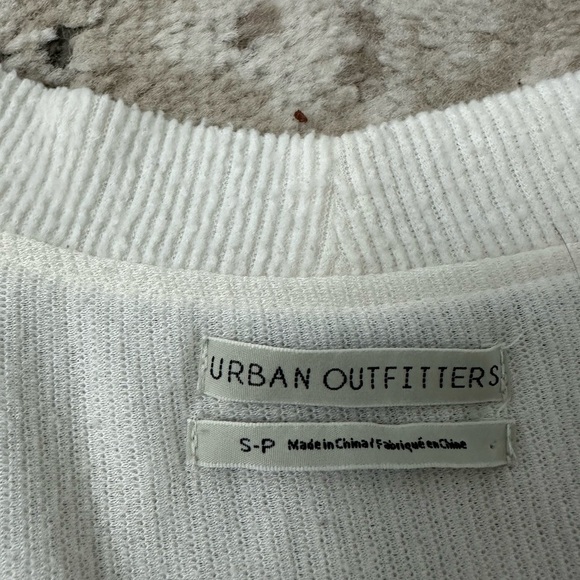 URBAN OUTFITTERS
S-P Made in China / Fabriqué en Chine